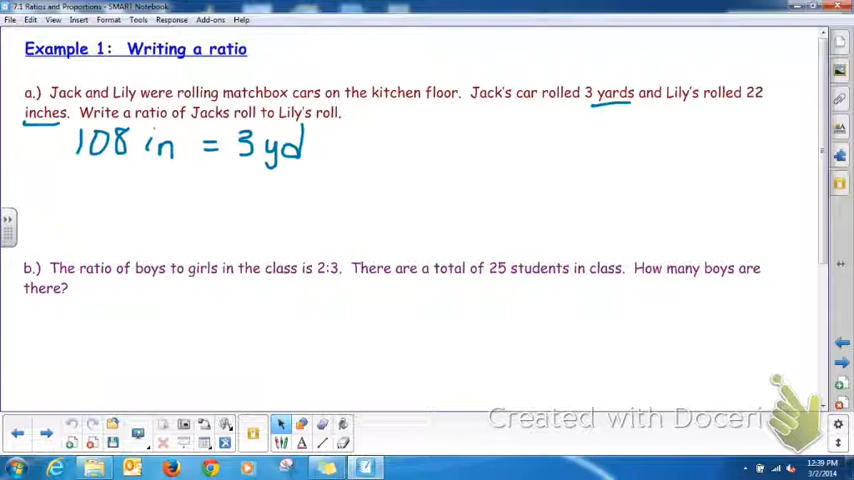 7.1 Ratios and Proportions - SMART Notebook
File Edit View Insert Format Tools Response Add-ons Help
Example 1: Writing a ratio
a.) Jack and Lily were rolling matchbox cars on the kitchen floor. Jack's car rolled 3 yards and Lily's rolled 22
inches. Write a ratio of Jacks roll to Lily's roll.
108 in = 3 yd
b.) The ratio of boys to girls in the class is 2:3. There are a total of 25 students in class. How many boys are
there?
Created with Doceri
12:39 PM
3/2/2014